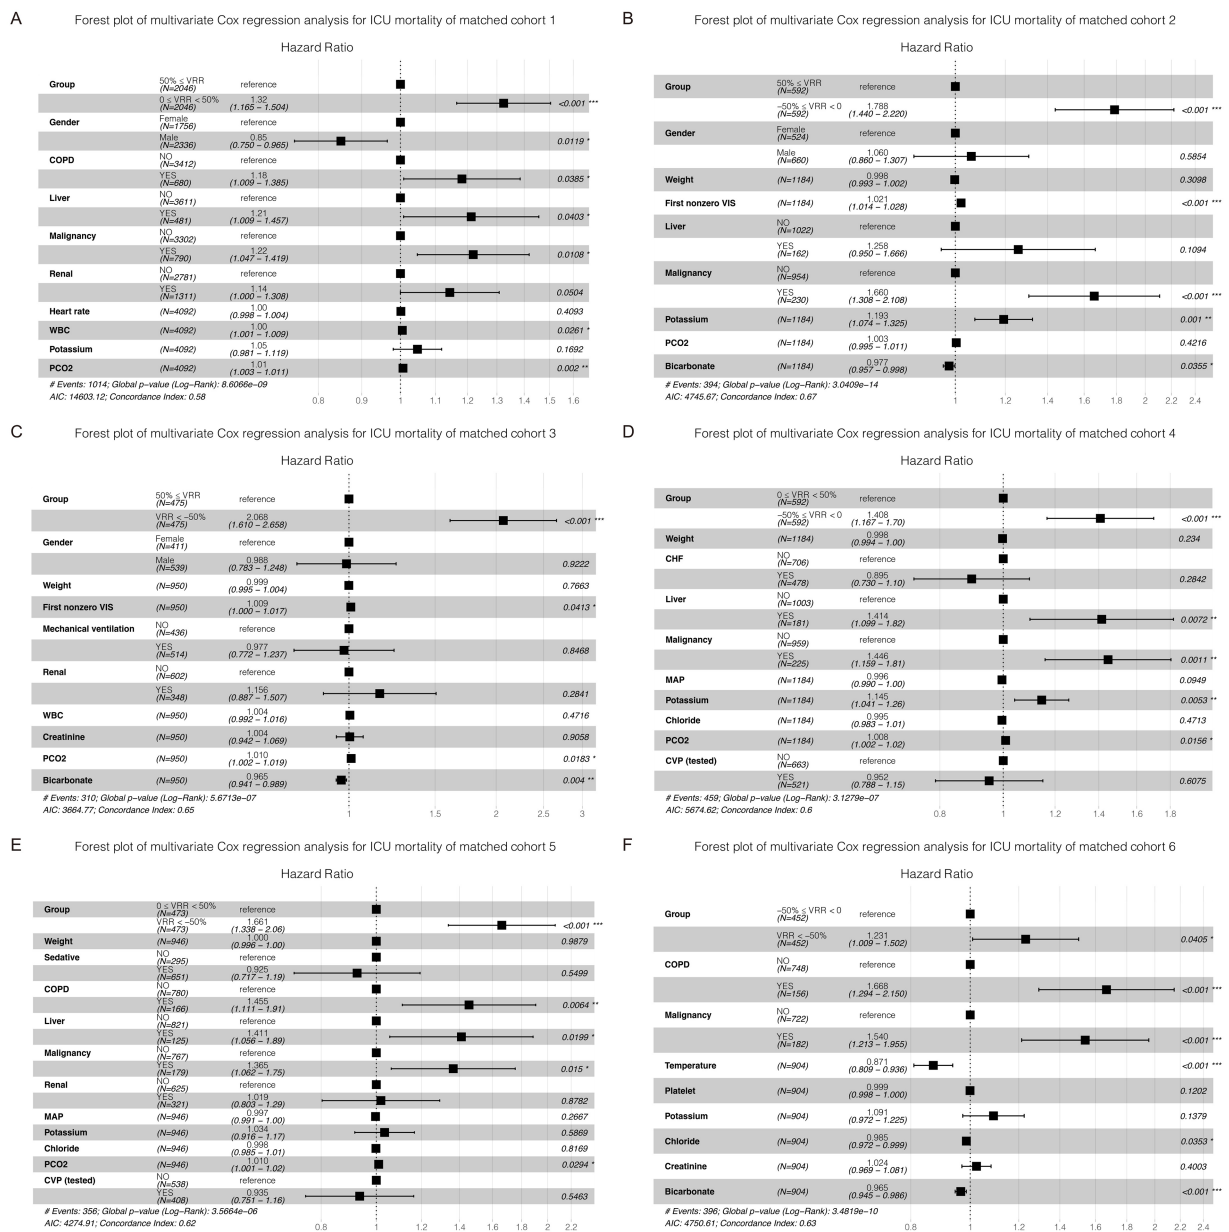 A
Forest plot of multivariate Cox regression analysis for ICU mortality of matched cohort 1
Hazard Ratio
Group 50% ≤ VRR (N=2046) reference
0 ≤ VRR < 50% (N=2046) 1.32 (1.165 – 1.504) <0.001 ***
Gender Female (N=1756) reference
Male (N=2336) 0.85 (0.750 – 0.965) 0.0119 *
COPD NO (N=3412) reference
YES (N=680) 1.18 (1.009 – 1.385) 0.0385 *
Liver NO (N=3611) reference
YES (N=481) 1.21 (1.009 – 1.457) 0.0403 *
Malignancy NO (N=3302) reference
YES (N=790) 1.22 (1.047 – 1.419) 0.0108 *
Renal NO (N=2781) reference
YES (N=1311) 1.14 (1.000 – 1.308) 0.0504
Heart rate (N=4092) 1.00 (0.998 – 1.004) 0.4093
WBC (N=4092) 1.00 (1.001 – 1.009) 0.0261 *
Potassium (N=4092) 1.05 (0.981 – 1.119) 0.1692
PCO2 (N=4092) 1.01 (1.003 – 1.011) 0.002 **
# Events: 1014; Global p–value (Log–Rank): 8.6066e–09
AIC: 14603.12; Concordance Index: 0.58
0.8 0.9 1 1.1 1.2 1.3 1.4 1.5 1.6
B
Forest plot of multivariate Cox regression analysis for ICU mortality of matched cohort 2
Hazard Ratio
Group 50% ≤ VRR (N=592) reference
–50% ≤ VRR < 0 (N=592) 1.788 (1.440 – 2.220) <0.001 ***
Gender Female (N=524) reference
Male (N=660) 1.060 (0.860 – 1.307) 0.5854
Weight (N=1184) 0.998 (0.993 – 1.002) 0.3098
First nonzero VIS (N=1184) 1.021 (1.014 – 1.028) <0.001 ***
Liver NO (N=1022) reference
YES (N=162) 1.258 (0.950 – 1.666) 0.1094
Malignancy NO (N=954) reference
YES (N=230) 1.660 (1.308 – 2.108) <0.001 ***
Potassium (N=1184) 1.193 (1.074 – 1.325) 0.001 **
PCO2 (N=1184) 1.003 (0.995 – 1.011) 0.4216
Bicarbonate (N=1184) 0.977 (0.957 – 0.998) 0.0355 *
# Events: 394; Global p–value (Log–Rank): 3.0409e–14
AIC: 4745.67; Concordance Index: 0.67
1 1.2 1.4 1.6 1.8 2 2.2 2.4
C
Forest plot of multivariate Cox regression analysis for ICU mortality of matched cohort 3
Hazard Ratio
Group 50% ≤ VRR (N=475) reference
VRR < –50% (N=475) 2.068 (1.610 – 2.658) <0.001 ***
Gender Female (N=411) reference
Male (N=539) 0.988 (0.783 – 1.248) 0.9222
Weight (N=950) 0.999 (0.995 – 1.004) 0.7663
First nonzero VIS (N=950) 1.009 (1.000 – 1.017) 0.0413 *
Mechanical ventilation NO (N=436) reference
YES (N=514) 0.977 (0.772 – 1.237) 0.8468
Renal NO (N=602) reference
YES (N=348) 1.156 (0.887 – 1.507) 0.2841
WBC (N=950) 1.004 (0.992 – 1.016) 0.4716
Creatinine (N=950) 1.004 (0.942 – 1.069) 0.9058
PCO2 (N=950) 1.010 (1.002 – 1.019) 0.0183 *
Bicarbonate (N=950) 0.965 (0.941 – 0.989) 0.004 **
# Events: 310; Global p–value (Log–Rank): 5.6713e–07
AIC: 3664.77; Concordance Index: 0.65
1 1.5 2 2.5 3
D
Forest plot of multivariate Cox regression analysis for ICU mortality of matched cohort 4
Hazard Ratio
Group 0 ≤ VRR < 50% (N=592) reference
–50% ≤ VRR < 0 (N=592) 1.408 (1.167 – 1.70) <0.001 ***
Weight (N=1184) 0.998 (0.994 – 1.00) 0.234
CHF NO (N=706) reference
YES (N=478) 0.895 (0.730 – 1.10) 0.2842
Liver NO (N=1003) reference
YES (N=181) 1.414 (1.099 – 1.82) 0.0072 **
Malignancy NO (N=959) reference
YES (N=225) 1.446 (1.159 – 1.81) 0.0011 **
MAP (N=1184) 0.996 (0.990 – 1.00) 0.0949
Potassium (N=1184) 1.145 (1.041 – 1.26) 0.0053 **
Chloride (N=1184) 0.995 (0.983 – 1.01) 0.4713
PCO2 (N=1184) 1.008 (1.002 – 1.02) 0.0156 *
CVP (tested) NO (N=663) reference
YES (N=521) 0.952 (0.788 – 1.15) 0.6075
# Events: 459; Global p–value (Log–Rank): 3.1279e–07
AIC: 5674.62; Concordance Index: 0.6
0.8 1 1.2 1.4 1.6 1.8
E
Forest plot of multivariate Cox regression analysis for ICU mortality of matched cohort 5
Hazard Ratio
Group 0 ≤ VRR < 50% (N=473) reference
VRR < –50% (N=473) 1.661 (1.338 – 2.06) <0.001 ***
Weight (N=946) 1.000 (0.996 – 1.00) 0.9879
Sedative NO (N=295) reference
YES (N=651) 0.925 (0.717 – 1.19) 0.5499
COPD NO (N=780) reference
YES (N=166) 1.455 (1.111 – 1.91) 0.0064 **
Liver NO (N=821) reference
YES (N=125) 1.411 (1.056 – 1.89) 0.0199 *
Malignancy NO (N=767) reference
YES (N=179) 1.365 (1.062 – 1.75) 0.015 *
Renal NO (N=625) reference
YES (N=321) 1.019 (0.803 – 1.29) 0.8782
MAP (N=946) 0.997 (0.991 – 1.00) 0.2667
Potassium (N=946) 1.034 (0.916 – 1.17) 0.5869
Chloride (N=946) 0.998 (0.985 – 1.01) 0.8169
PCO2 (N=946) 1.010 (1.001 – 1.02) 0.0294 *
CVP (tested) NO (N=538) reference
YES (N=408) 0.935 (0.751 – 1.16) 0.5463
# Events: 356; Global p–value (Log–Rank): 3.5664e–06
AIC: 4274.91; Concordance Index: 0.62
0.8 1 1.2 1.4 1.6 1.8 2 2.2
F
Forest plot of multivariate Cox regression analysis for ICU mortality of matched cohort 6
Hazard Ratio
Group –50% ≤ VRR < 0 (N=452) reference
VRR < –50% (N=452) 1.231 (1.009 – 1.502) 0.0405 *
COPD NO (N=748) reference
YES (N=156) 1.668 (1.294 – 2.150) <0.001 ***
Malignancy NO (N=722) reference
YES (N=182) 1.540 (1.213 – 1.955) <0.001 ***
Temperature (N=904) 0.871 (0.809 – 0.936) <0.001 ***
Platelet (N=904) 0.999 (0.998 – 1.000) 0.1202
Potassium (N=904) 1.091 (0.972 – 1.225) 0.1379
Chloride (N=904) 0.985 (0.972 – 0.999) 0.0353 *
Creatinine (N=904) 1.024 (0.969 – 1.081) 0.4003
Bicarbonate (N=904) 0.965 (0.945 – 0.986) <0.001 ***
# Events: 396; Global p–value (Log–Rank): 3.4819e–10
AIC: 4750.61; Concordance Index: 0.63
0.8 1 1.2 1.4 1.6 1.8 2 2.2